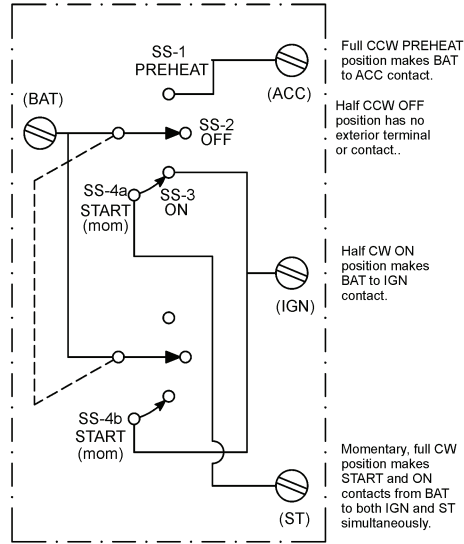 SS-1
PREHEAT
Full CCW PREHEAT
position makes BAT
to ACC contact.
(BAT)
(ACC)
SS-2
OFF
Half CCW OFF
position has no
exterior terminal
or contact..
SS-4a
START
(mom)
SS-3
ON
Half CW ON
position makes
BAT to IGN
contact.
(IGN)
SS-4b
START
(mom)
Momentary, full CW
position makes
START and ON
contacts from BAT
to both IGN and ST
simultaneously.
(ST)